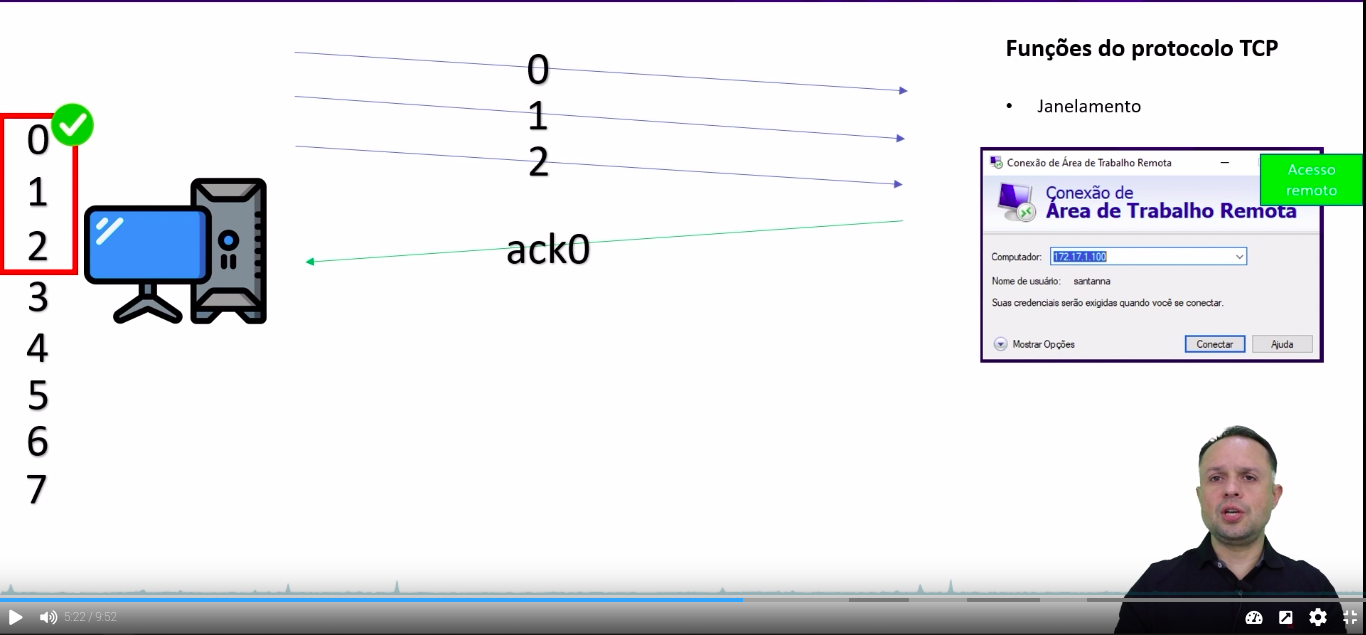 Funções do protocolo TCP
• Janelamento
0
1
2
3
4
5
6
7
0
1
2
ack0
Conexão de Área de Trabalho Remota
Acesso
remoto
Conexão de
Área de Trabalho Remota
Computador: 172.17.1.100
Nome de usuário: santanna
Suas credenciais serão exigidas quando você se conectar.
Mostrar Opções
Conectar
Ajuda
5:22 / 9:52